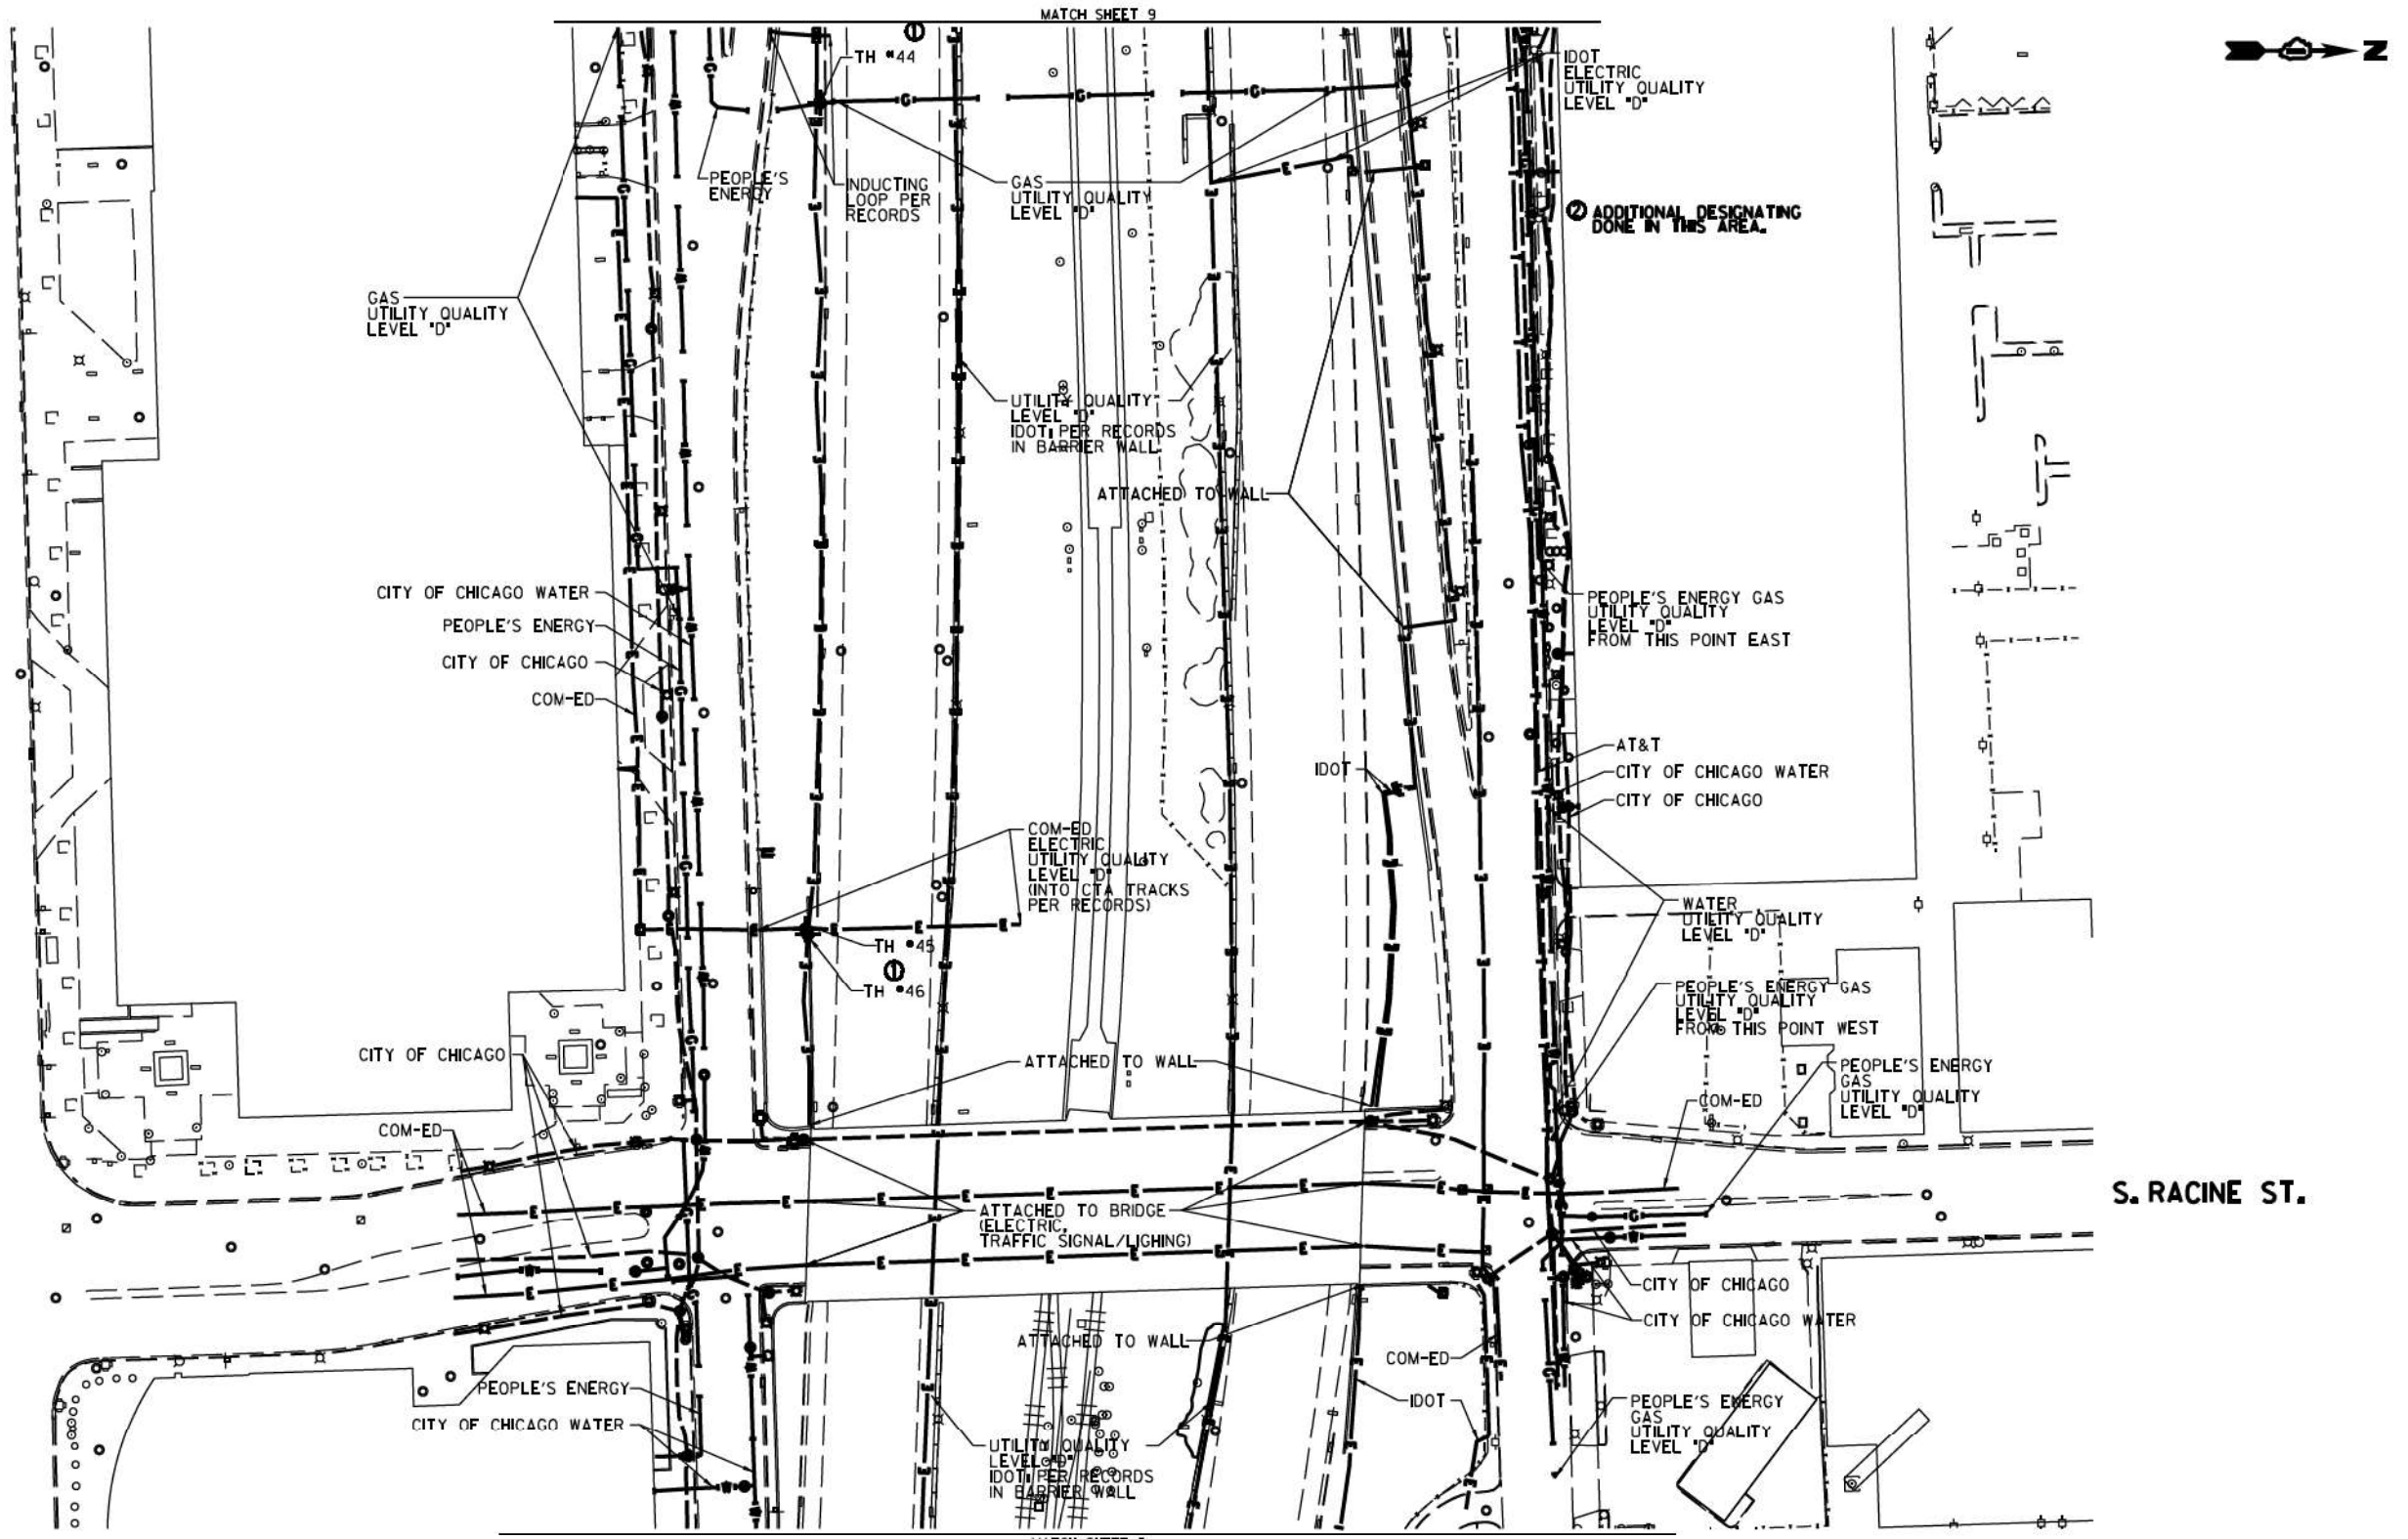 MATCH SHEET 9
N
①
TH #44
IDOT
ELECTRIC
UTILITY QUALITY
LEVEL "D"
PEOPLE'S
ENERGY
INDUCTING
LOOP PER
RECORDS
GAS
UTILITY QUALITY
LEVEL "D"
② ADDITIONAL DESIGNATING
DONE IN THIS AREA.
GAS
UTILITY QUALITY
LEVEL "D"
UTILITY QUALITY
LEVEL "D"
IDOT, PER RECORDS
IN BARRIER WALL
ATTACHED TO WALL
CITY OF CHICAGO WATER
PEOPLE'S ENERGY
CITY OF CHICAGO
COM-ED
PEOPLE'S ENERGY GAS
UTILITY QUALITY
LEVEL "D"
FROM THIS POINT EAST
AT&T
CITY OF CHICAGO WATER
CITY OF CHICAGO
IDOT
COM-ED
ELECTRIC
UTILITY QUALITY
LEVEL "D"
(INTO CTA TRACKS
PER RECORDS)
TH #45
①
TH #46
WATER
UTILITY QUALITY
LEVEL "D"
PEOPLE'S ENERGY GAS
UTILITY QUALITY
LEVEL "D"
FROM THIS POINT WEST
CITY OF CHICAGO
ATTACHED TO WALL
PEOPLE'S ENERGY
GAS
UTILITY QUALITY
LEVEL "D"
COM-ED
COM-ED
S. RACINE ST.
ATTACHED TO BRIDGE
(ELECTRIC,
TRAFFIC SIGNAL/LIGHING)
CITY OF CHICAGO
CITY OF CHICAGO WATER
ATTACHED TO WALL
COM-ED
PEOPLE'S ENERGY
CITY OF CHICAGO WATER
IDOT
PEOPLE'S ENERGY
GAS
UTILITY QUALITY
LEVEL "D"
UTILITY QUALITY
LEVEL "D"
IDOT, PER RECORDS
IN BARRIER WALL